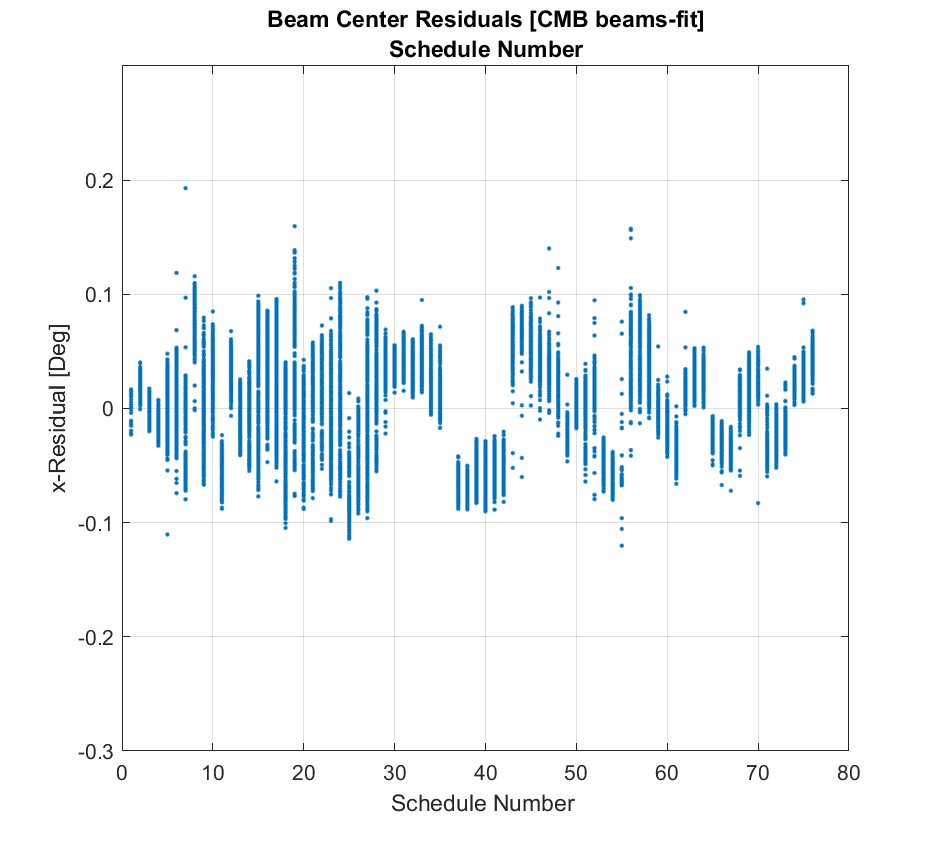 Beam Center Residuals [CMB beams-fit]
Schedule Number
0.2
0.1
0
-0.1
-0.2
-0.3
x-Residual [Deg]
0 10 20 30 40 50 60 70 80
Schedule Number